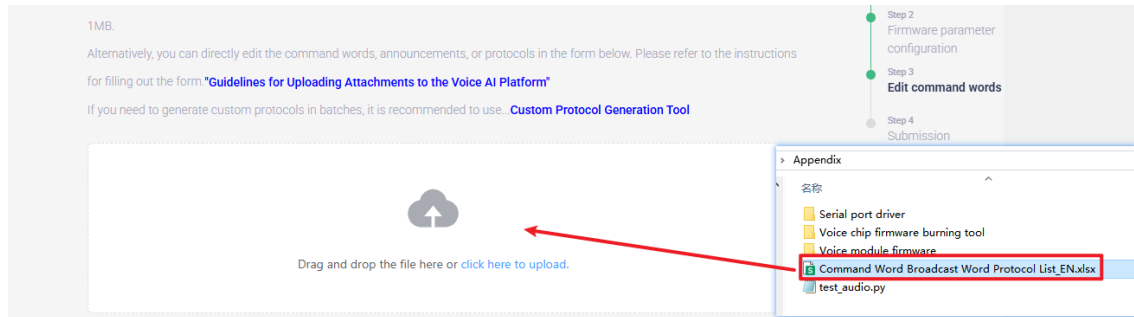 1MB.
Alternatively, you can directly edit the command words, announcements, or protocols in the form below. Please refer to the instructions
for filling out the form."Guidelines for Uploading Attachments to the Voice AI Platform"
If you need to generate custom protocols in batches, it is recommended to use...Custom Protocol Generation Tool
Drag and drop the file here or click here to upload.
Step 2
Firmware parameter
configuration
Step 3
Edit command words
Step 4
Submission
› Appendix
名称
Serial port driver
Voice chip firmware burning tool
Voice module firmware
Command Word Broadcast Word Protocol List_EN.xlsx
test_audio.py